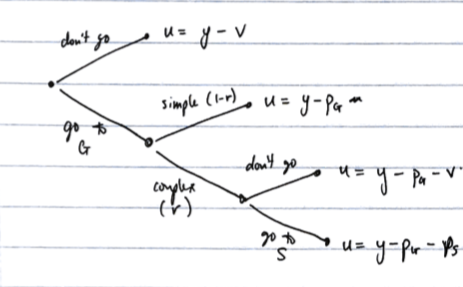 don't go
u = y - v
simple (1-r)
u = y - p_G
go to
G
don't go
u = y - p_G - v
complex
(r)
go to
S
u = y - p_G - p_S